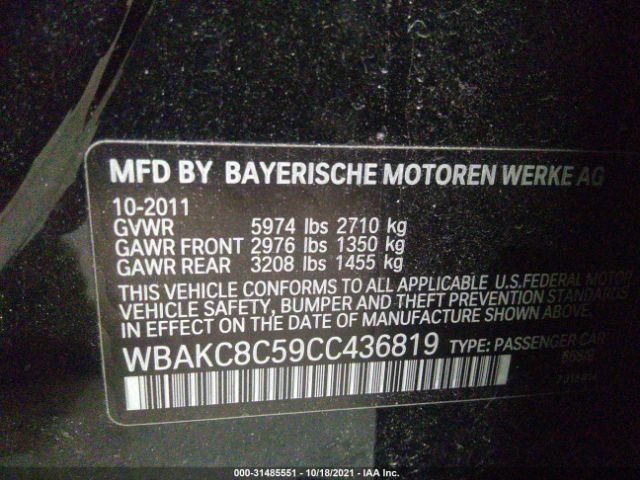 MFD BY BAYERISCHE MOTOREN WERKE AG
10-2011
GVWR 5974 lbs 2710 kg
GAWR FRONT 2976 lbs 1350 kg
GAWR REAR 3208 lbs 1455 kg
THIS VEHICLE CONFORMS TO ALL APPLICABLE U.S.FEDERAL MOTOR
VEHICLE SAFETY, BUMPER AND THEFT PREVENTION STANDARDS
IN EFFECT ON THE DATE OF MANUFACTURE SHOWN ABOVE.
WBAKC8C59CC436819 TYPE: PASSENGER CAR
000-31485551 - 10/18/2021 - IAA Inc.